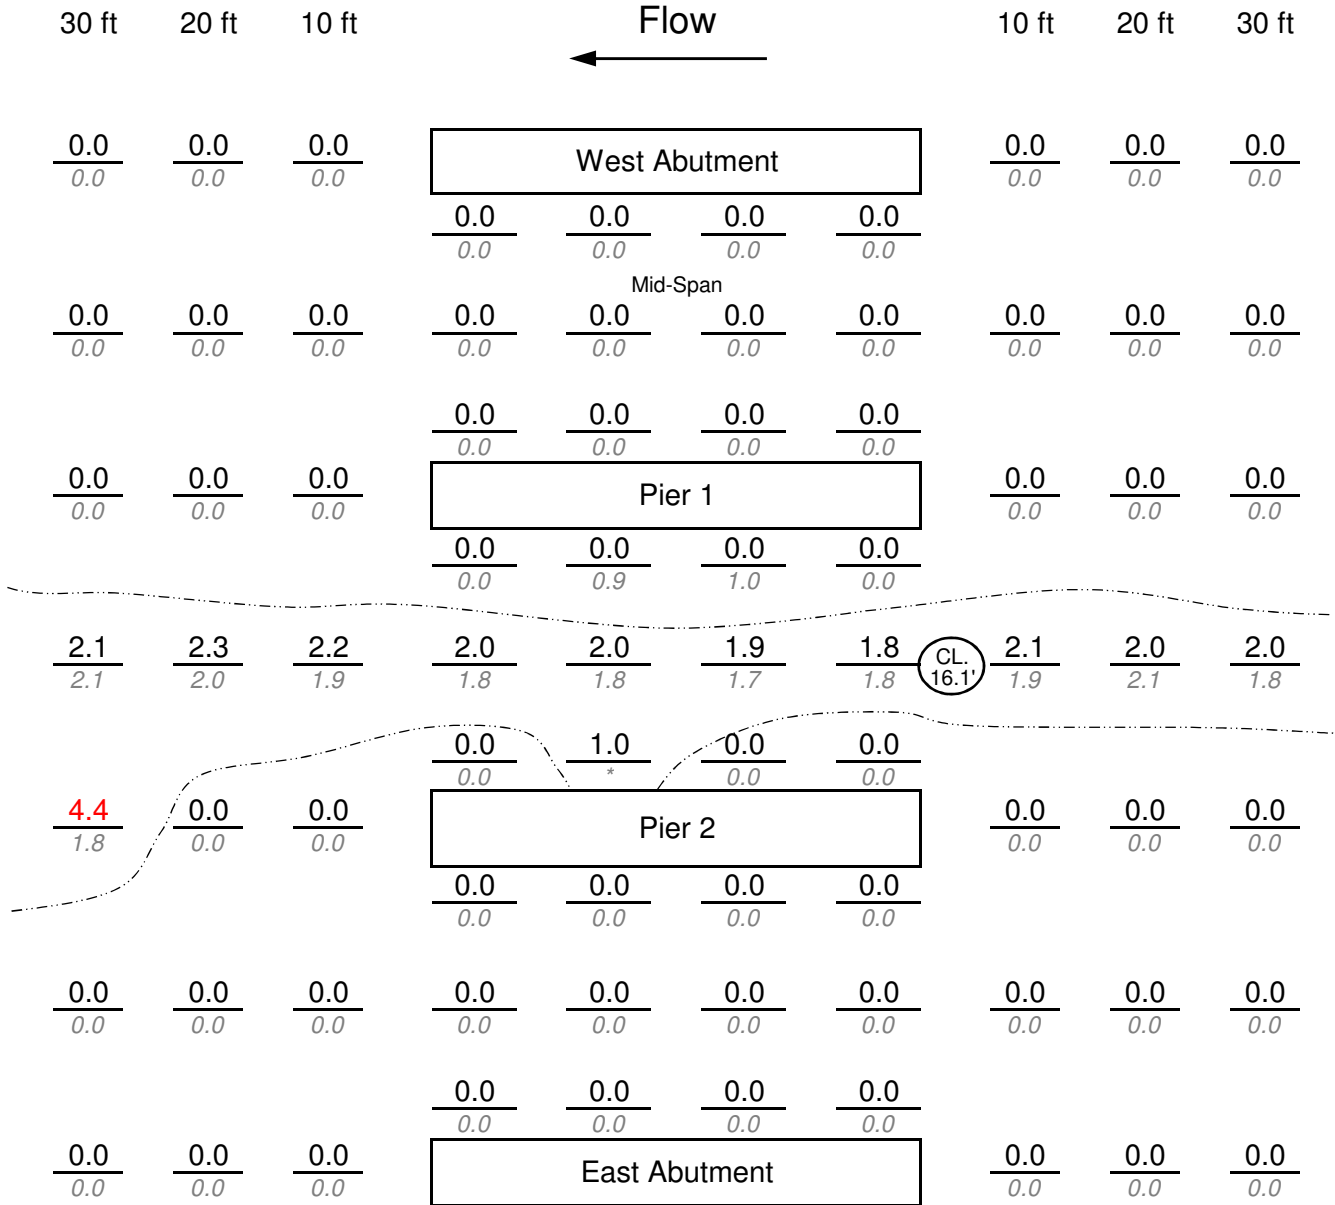 30 ft 20 ft 10 ft Flow 10 ft 20 ft 30 ft
0.0 0.0 0.0 West Abutment 0.0 0.0 0.0
0.0 0.0 0.0 0.0 0.0 0.0
0.0 0.0 0.0 0.0
0.0 0.0 0.0 0.0
Mid-Span
0.0 0.0 0.0 0.0 0.0 0.0 0.0 0.0 0.0 0.0
0.0 0.0 0.0 0.0 0.0 0.0 0.0 0.0 0.0 0.0
0.0 0.0 0.0 0.0
0.0 0.0 0.0 0.0
0.0 0.0 0.0 Pier 1 0.0 0.0 0.0
0.0 0.0 0.0 0.0 0.0 0.0
0.0 0.0 0.0 0.0
0.0 0.9 1.0 0.0
2.1 2.3 2.2 2.0 2.0 1.9 1.8 CL. 2.1 2.0 2.0
2.1 2.0 1.9 1.8 1.8 1.7 1.8 16.1' 1.9 2.1 1.8
0.0 1.0 0.0 0.0
0.0 * 0.0 0.0
4.4 0.0 0.0 Pier 2 0.0 0.0 0.0
1.8 0.0 0.0 0.0 0.0 0.0
0.0 0.0 0.0 0.0
0.0 0.0 0.0 0.0
0.0 0.0 0.0 0.0 0.0 0.0 0.0 0.0 0.0 0.0
0.0 0.0 0.0 0.0 0.0 0.0 0.0 0.0 0.0 0.0
0.0 0.0 0.0 0.0
0.0 0.0 0.0 0.0
0.0 0.0 0.0 East Abutment 0.0 0.0 0.0
0.0 0.0 0.0 0.0 0.0 0.0